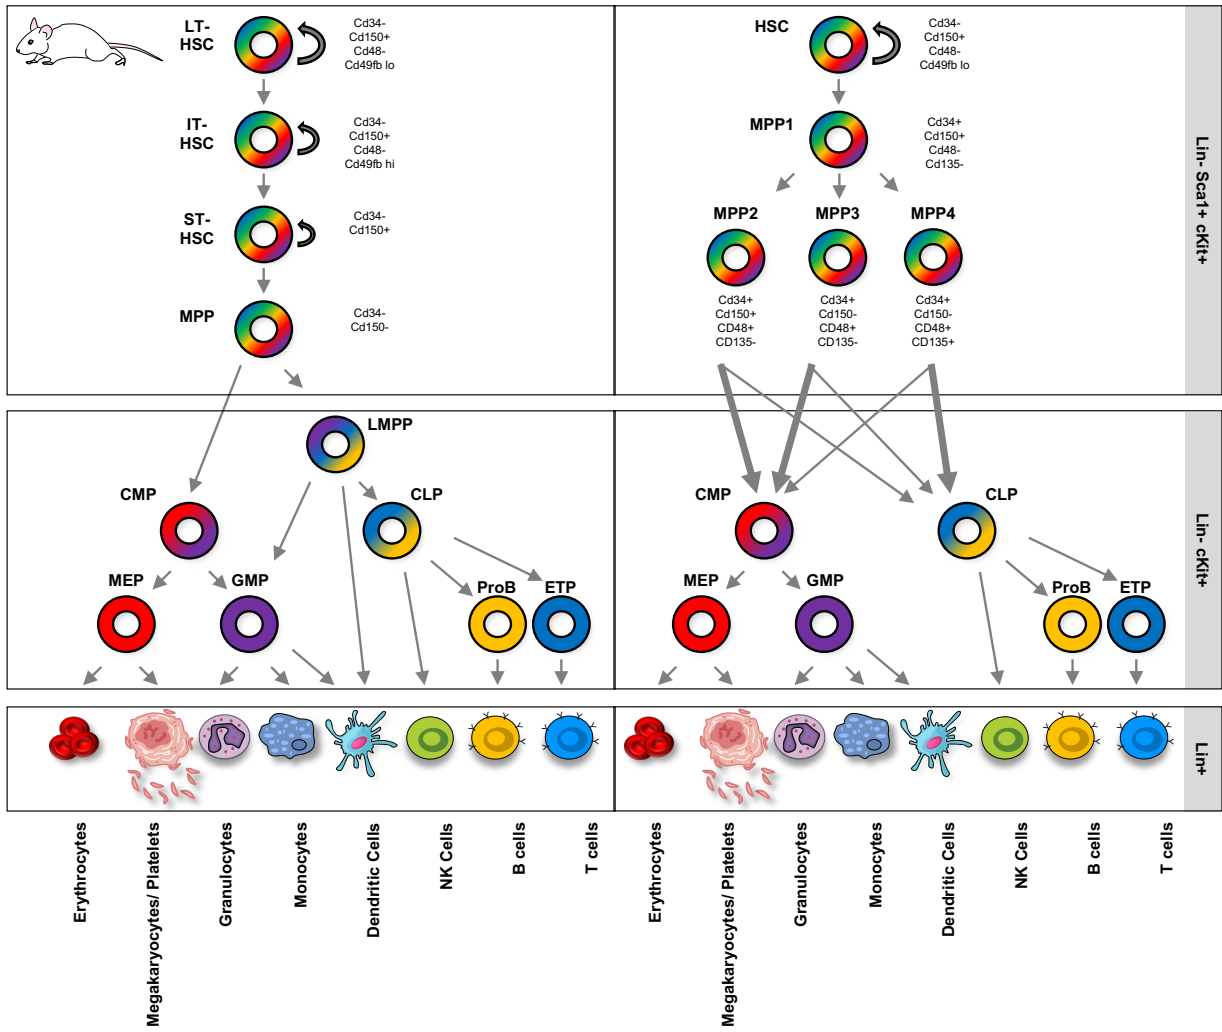 LT-
HSC
Cd34-
Cd150+
Cd48-
Cd49fb lo
IT-
HSC
Cd34-
Cd150+
Cd48-
Cd49fb hi
ST-
HSC
Cd34-
Cd150+
MPP
Cd34-
Cd150-
HSC
Cd34-
Cd150+
Cd48-
Cd49fb lo
MPP1
Cd34+
Cd150+
Cd48-
Cd135-
MPP2
MPP3
MPP4
Cd34+
Cd150+
CD48+
CD135-
Cd34+
Cd150-
CD48+
CD135-
Cd34+
Cd150-
CD48+
CD135+
Lin- Sca1+ cKit+
LMPP
CMP
CLP
MEP
GMP
ProB
ETP
CMP
CLP
MEP
GMP
ProB
ETP
Lin- cKit+
Lin+
Erythrocytes
Megakaryocytes/ Platelets
Granulocytes
Monocytes
Dendritic Cells
NK Cells
B cells
T cells
Erythrocytes
Megakaryocytes/ Platelets
Granulocytes
Monocytes
Dendritic Cells
NK Cells
B cells
T cells